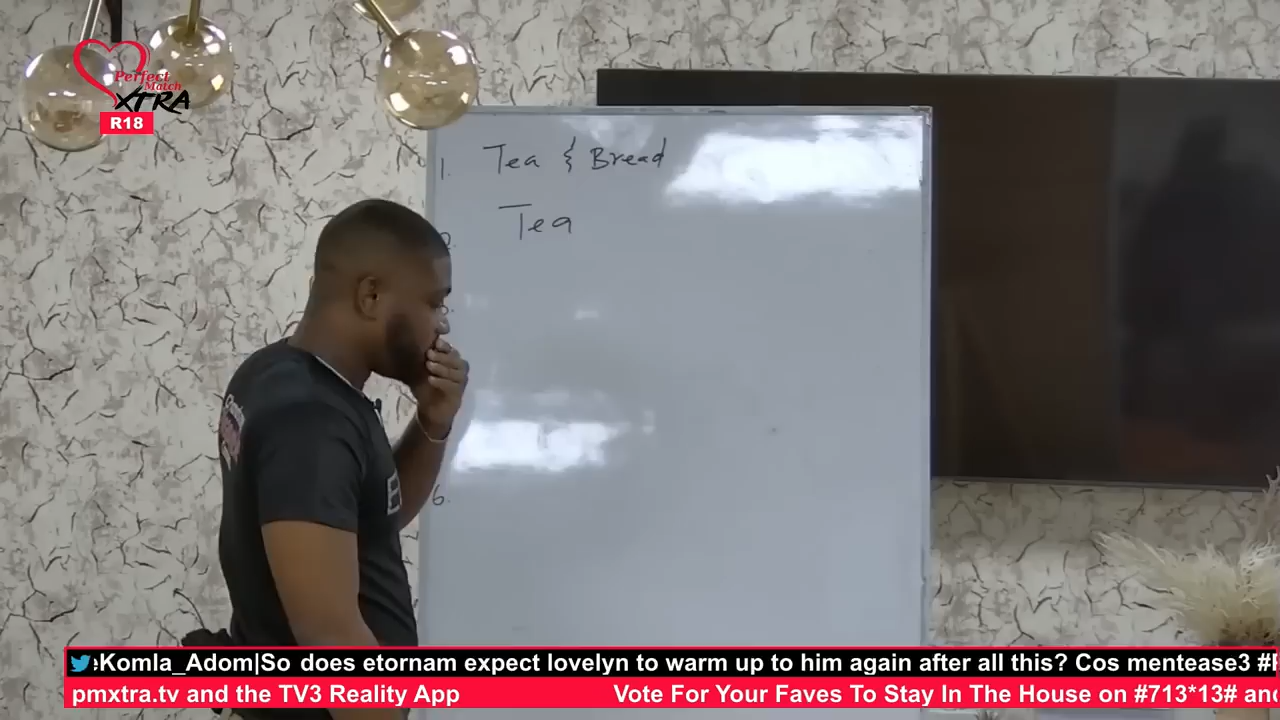 Perfect
Match
XTRA
R18
1. Tea & Bread
Tea
6.
Komla_Adom|So does etornam expect lovelyn to warm up to him again after all this? Cos mentease3
pmxtra.tv and the TV3 Reality App Vote For Your Faves To Stay In The House on #713*13#